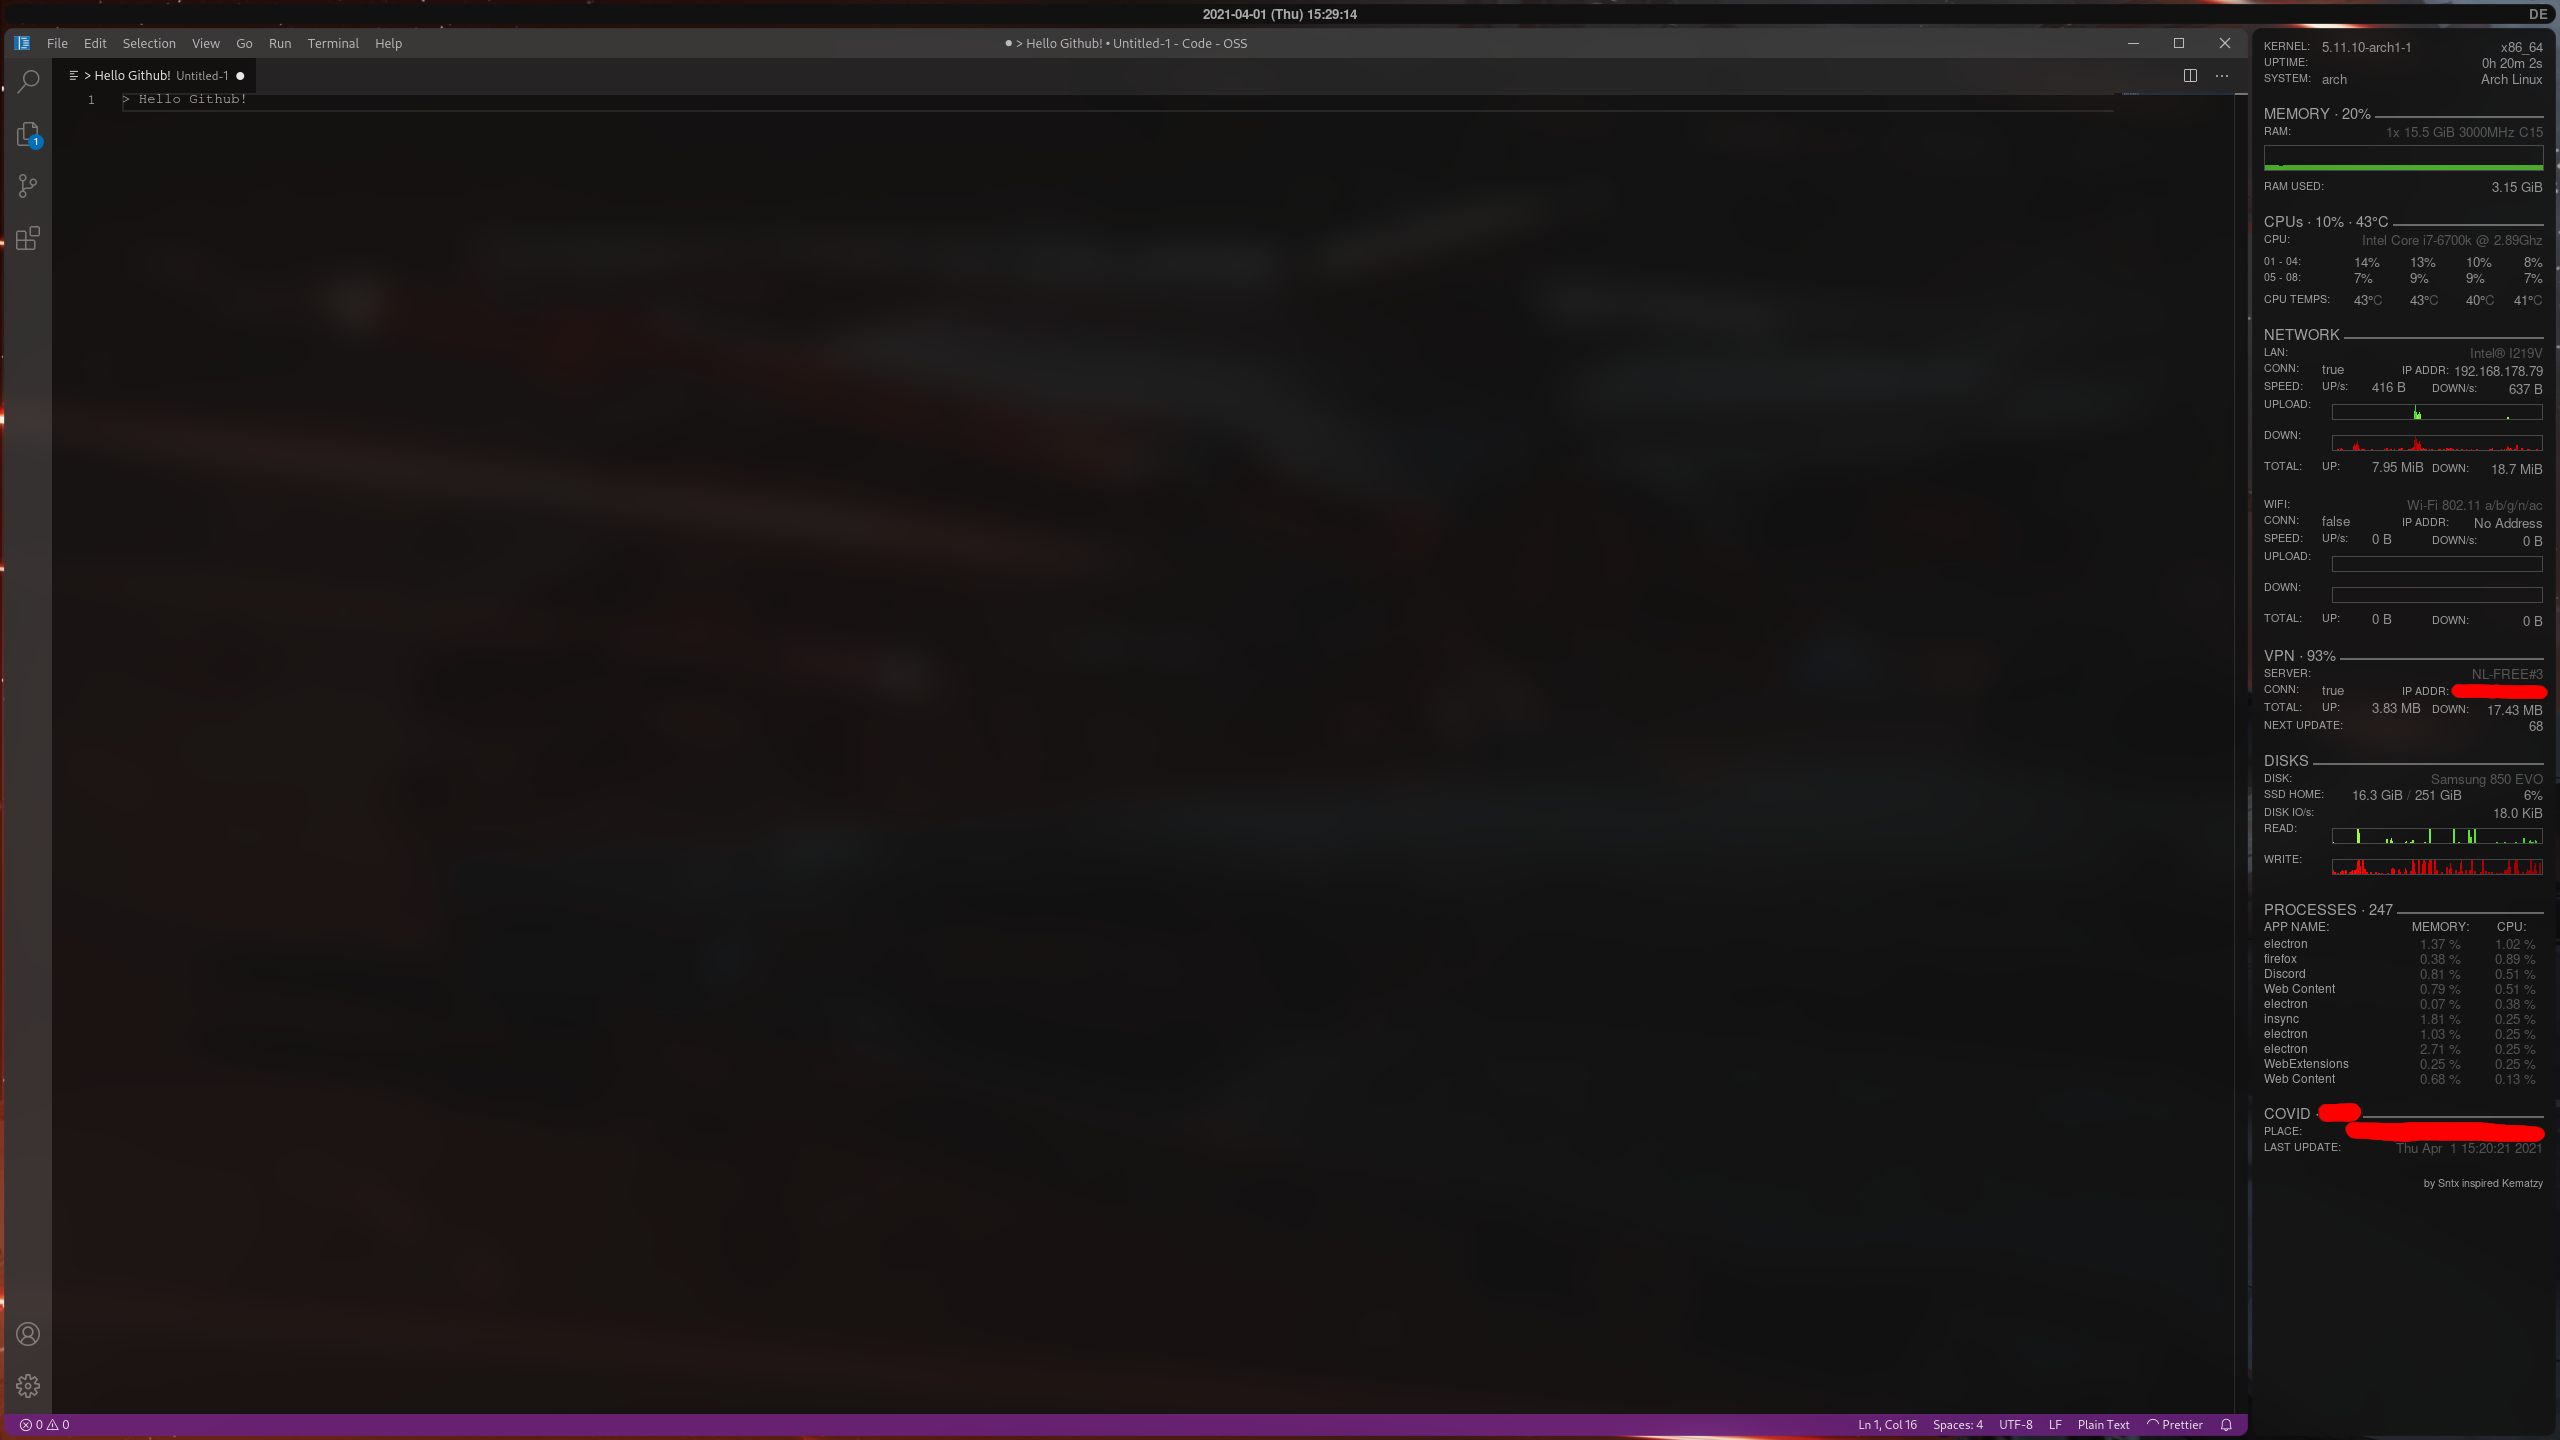 2021-04-01 (Thu) 15:29:14
DE
File Edit Selection View Go Run Terminal Help
● > Hello Github! • Untitled-1 - Code - OSS
> Hello Github! Untitled-1 ●
1 > Hello Github!
1
KERNEL: 5.11.10-arch1-1 x86_64
UPTIME: 0h 20m 2s
SYSTEM: arch Arch Linux
MEMORY · 20%
RAM: 1x 15.5 GiB 3000MHz C15
RAM USED: 3.15 GiB
CPUs · 10% · 43°C
CPU: Intel Core i7-6700k @ 2.89Ghz
01 - 04: 14% 13% 10% 8%
05 - 08: 7% 9% 9% 7%
CPU TEMPS: 43°C 43°C 40°C 41°C
NETWORK
LAN: Intel® I219V
CONN: true IP ADDR: 192.168.178.79
SPEED: UP/s: 416 B DOWN/s: 637 B
UPLOAD:
DOWN:
TOTAL: UP: 7.95 MiB DOWN: 18.7 MiB
WIFI: Wi-Fi 802.11 a/b/g/n/ac
CONN: false IP ADDR: No Address
SPEED: UP/s: 0 B DOWN/s: 0 B
UPLOAD:
DOWN:
TOTAL: UP: 0 B DOWN: 0 B
VPN · 93%
SERVER: NL-FREE#3
CONN: true IP ADDR:
TOTAL: UP: 3.83 MB DOWN: 17.43 MB
NEXT UPDATE: 68
DISKS
DISK: Samsung 850 EVO
SSD HOME: 16.3 GiB / 251 GiB 6%
DISK IO/s: 18.0 KiB
READ:
WRITE:
PROCESSES · 247
APP NAME: MEMORY: CPU:
electron 1.37 % 1.02 %
firefox 0.38 % 0.89 %
Discord 0.81 % 0.51 %
Web Content 0.79 % 0.51 %
electron 0.07 % 0.38 %
insync 1.81 % 0.25 %
electron 1.03 % 0.25 %
electron 2.71 % 0.25 %
WebExtensions 0.25 % 0.25 %
Web Content 0.68 % 0.13 %
COVID ·
PLACE:
LAST UPDATE: Thu Apr 1 15:20:21 2021
by Sntx inspired Kematzy
0 0
Ln 1, Col 16 Spaces: 4 UTF-8 LF Plain Text Prettier